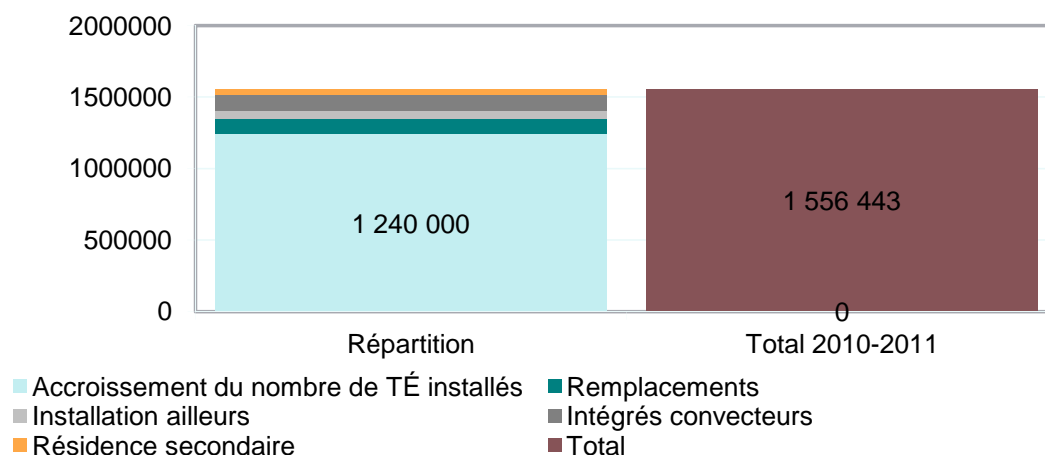 2000000
1500000
1000000
500000
0
1 240 000
1 556 443
0
Répartition Total 2010-2011
Accroissement du nombre de TÉ installés Remplacements
Installation ailleurs Intégrés convecteurs
Résidence secondaire Total